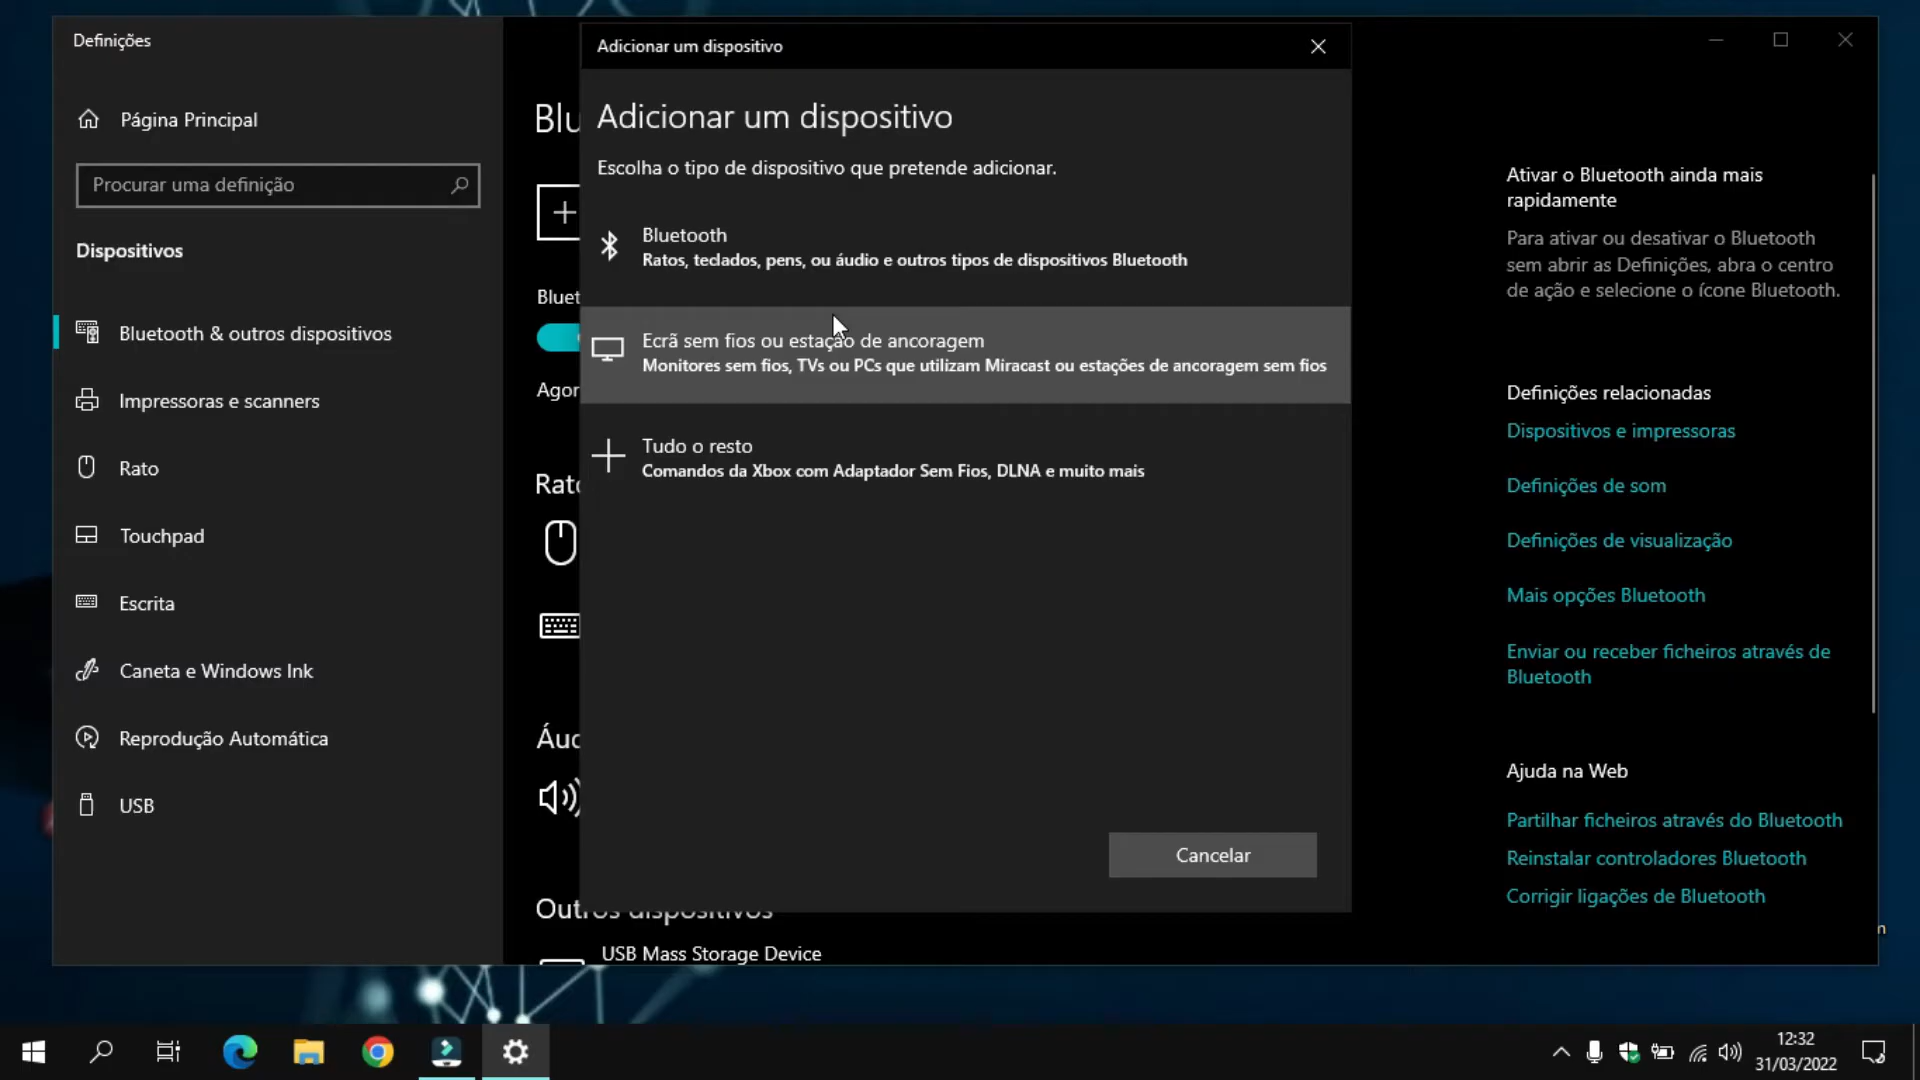 Definições
Página Principal
Procurar uma definição
Dispositivos
Bluetooth & outros dispositivos
Impressoras e scanners
Rato
Touchpad
Escrita
Caneta e Windows Ink
Reprodução Automática
USB
Blu
Bluet
Agor
Rato
Áud
Outros dispositivos
USB Mass Storage Device
Adicionar um dispositivo
Adicionar um dispositivo
Escolha o tipo de dispositivo que pretende adicionar.
Bluetooth
Ratos, teclados, pens, ou áudio e outros tipos de dispositivos Bluetooth
Ecrã sem fios ou estação de ancoragem
Monitores sem fios, TVs ou PCs que utilizam Miracast ou estações de ancoragem sem fios
Tudo o resto
Comandos da Xbox com Adaptador Sem Fios, DLNA e muito mais
Cancelar
Ativar o Bluetooth ainda mais
rapidamente
Para ativar ou desativar o Bluetooth
sem abrir as Definições, abra o centro
de ação e selecione o ícone Bluetooth.
Definições relacionadas
Dispositivos e impressoras
Definições de som
Definições de visualização
Mais opções Bluetooth
Enviar ou receber ficheiros através de
Bluetooth
Ajuda na Web
Partilhar ficheiros através do Bluetooth
Reinstalar controladores Bluetooth
Corrigir ligações de Bluetooth
12:32
31/03/2022